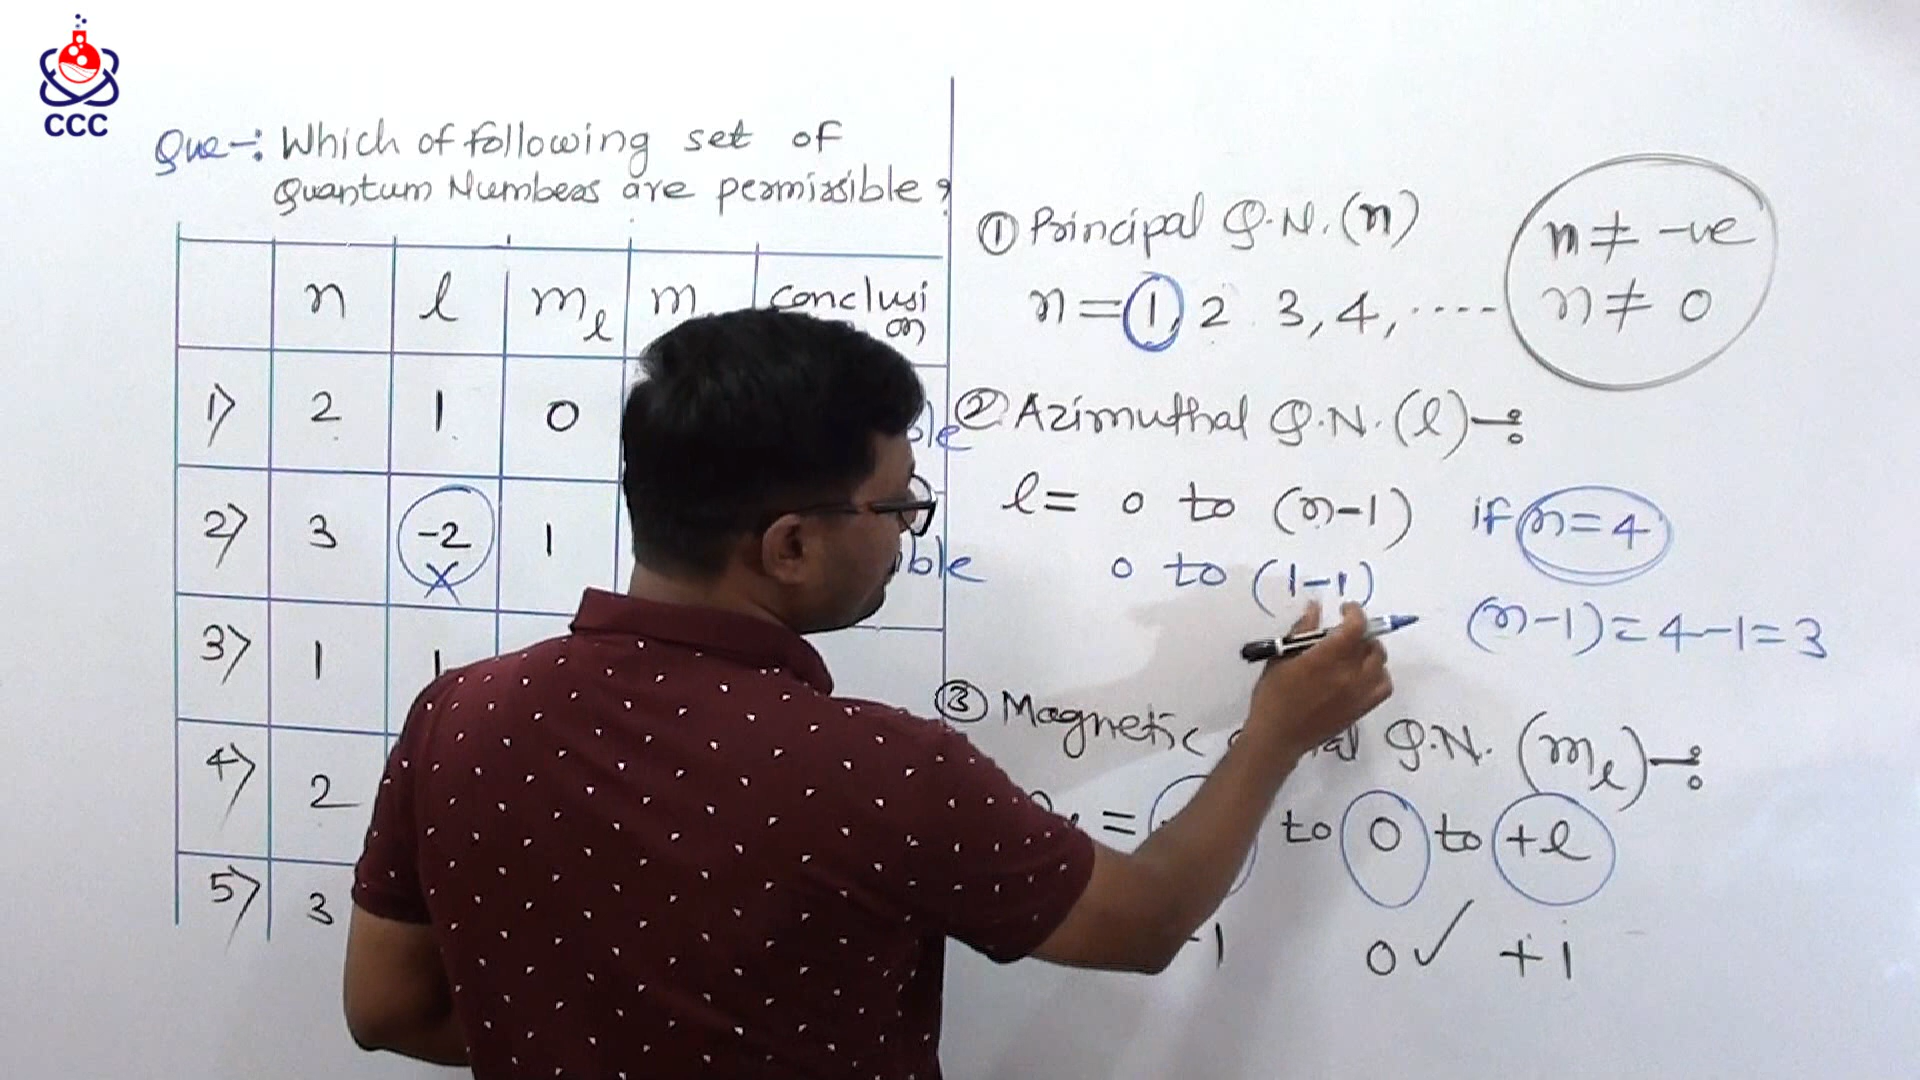 CCC
Que-: Which of following set of
Quantum Numbers are permissible?
n l m_l m conclusi
on
1) 2 1 0
2) 3 -2 1
X
3) 1 1
4) 2
5) 3
① Principal Q.N. (n)
n = 1, 2 3, 4, ....
n ≠ -ve
n ≠ 0
② Azimuthal Q.N. (l) -:
l = 0 to (n-1) if n = 4
0 to (1-1)
(n-1) = 4-1 = 3
③ Magnetic Q.N. (m_l) -:
= to 0 to +l
-1 0 ✓ +1